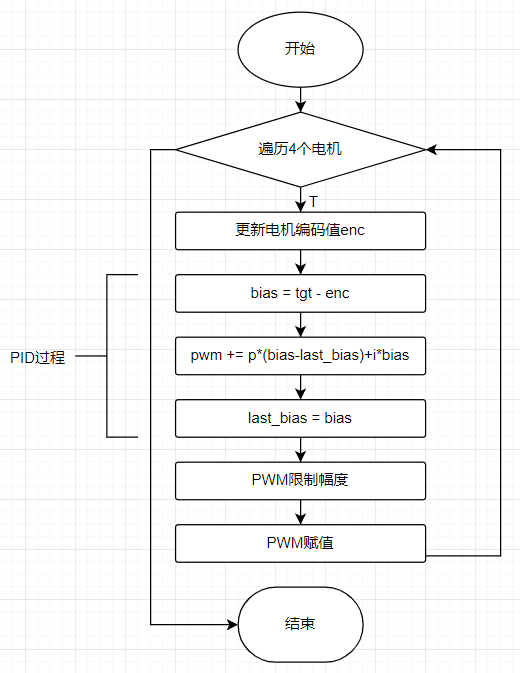 开始
遍历4个电机
T
更新电机编码值enc
bias = tgt - enc
PID过程
pwm += p*(bias-last_bias)+i*bias
last_bias = bias
PWM限制幅度
PWM赋值
结束